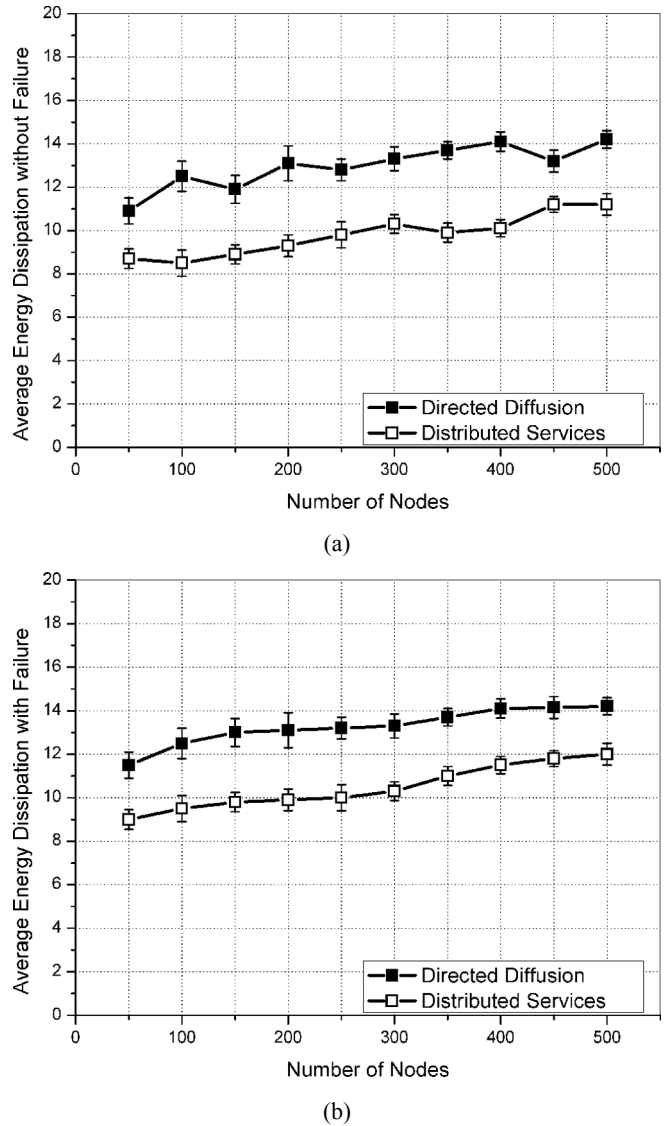 20
18
16
14
12
10
8
6
4
2
0
Average Energy Dissipation without Failure
Directed Diffusion
Distributed Services
0 100 200 300 400 500
Number of Nodes
(a)
20
18
16
14
12
10
8
6
4
2
0
Average Energy Dissipation with Failure
Directed Diffusion
Distributed Services
0 100 200 300 400 500
Number of Nodes
(b)